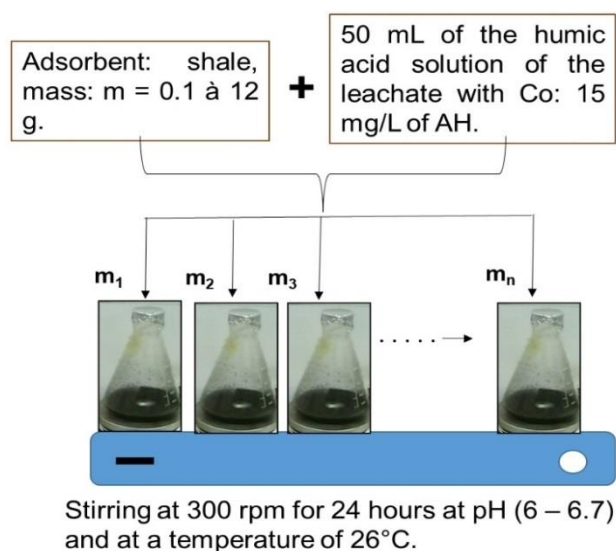 Adsorbent: shale,
mass: m = 0.1 à 12
g.
+
50 mL of the humic
acid solution of the
leachate with Co: 15
mg/L of AH.
m1 m2 m3 ..... mn
Stirring at 300 rpm for 24 hours at pH (6 – 6.7)
and at a temperature of 26°C.